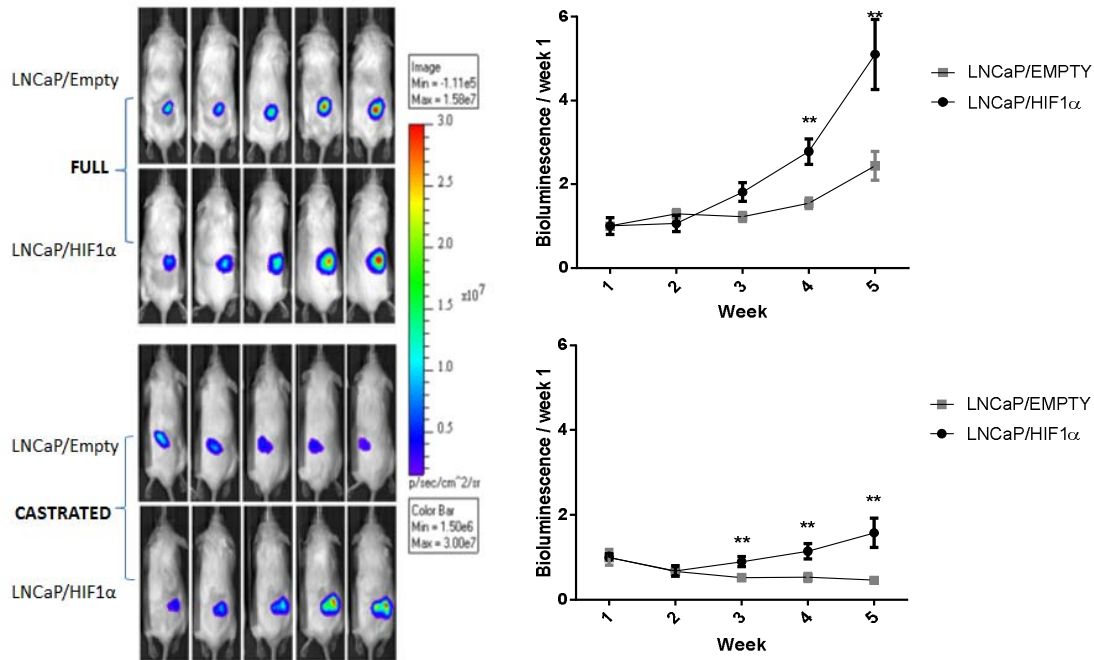 LNCaP/Empty
FULL
LNCaP/HIF1α
LNCaP/Empty
CASTRATED
LNCaP/HIF1α
Image
Min = -1.11e5
Max = 1.58e7
3.0
2.5
2.0
1.5
x10^7
1.0
0.5
p/sec/cm^2/sr
Color Bar
Min = 1.50e6
Max = 3.00e7
Bioluminescence / week 1
6
4
2
0
**
**
1 2 3 4 5
Week
LNCaP/EMPTY
LNCaP/HIF1α
Bioluminescence / week 1
6
4
2
0
**
**
**
1 2 3 4 5
Week
LNCaP/EMPTY
LNCaP/HIF1α